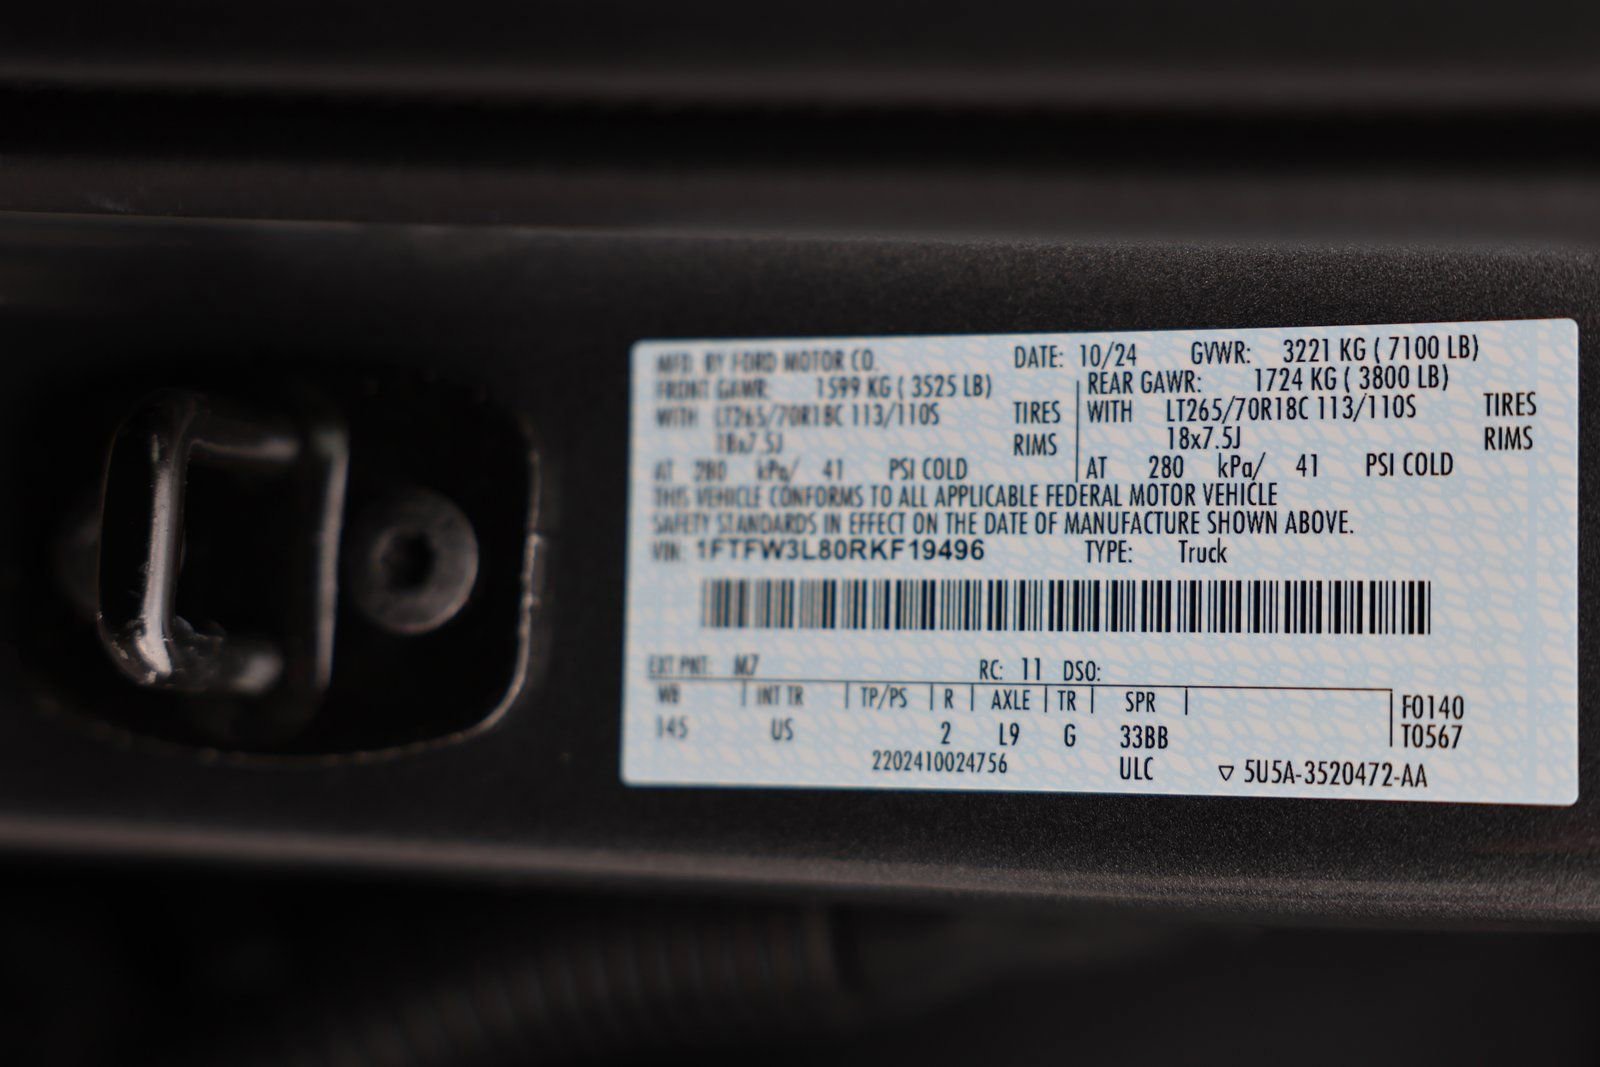 MFD. BY FORD MOTOR CO. DATE: 10/24 GVWR: 3221 KG ( 7100 LB)
FRONT GAWR: 1599 KG ( 3525 LB) REAR GAWR: 1724 KG ( 3800 LB)
WITH LT265/70R18C 113/110S TIRES WITH LT265/70R18C 113/110S TIRES
18x7.5J RIMS 18x7.5J RIMS
AT 280 kPa/ 41 PSI COLD AT 280 kPa/ 41 PSI COLD
THIS VEHICLE CONFORMS TO ALL APPLICABLE FEDERAL MOTOR VEHICLE
SAFETY STANDARDS IN EFFECT ON THE DATE OF MANUFACTURE SHOWN ABOVE.
VIN: 1FTFW3L80RKF19496 TYPE: Truck
EXT PNT: M7 RC: 11 DSO:
WB INT TR TP/PS R AXLE TR SPR F0140
145 US 2 L9 G 33BB T0567
2202410024756 ULC ▽ 5U5A-3520472-AA